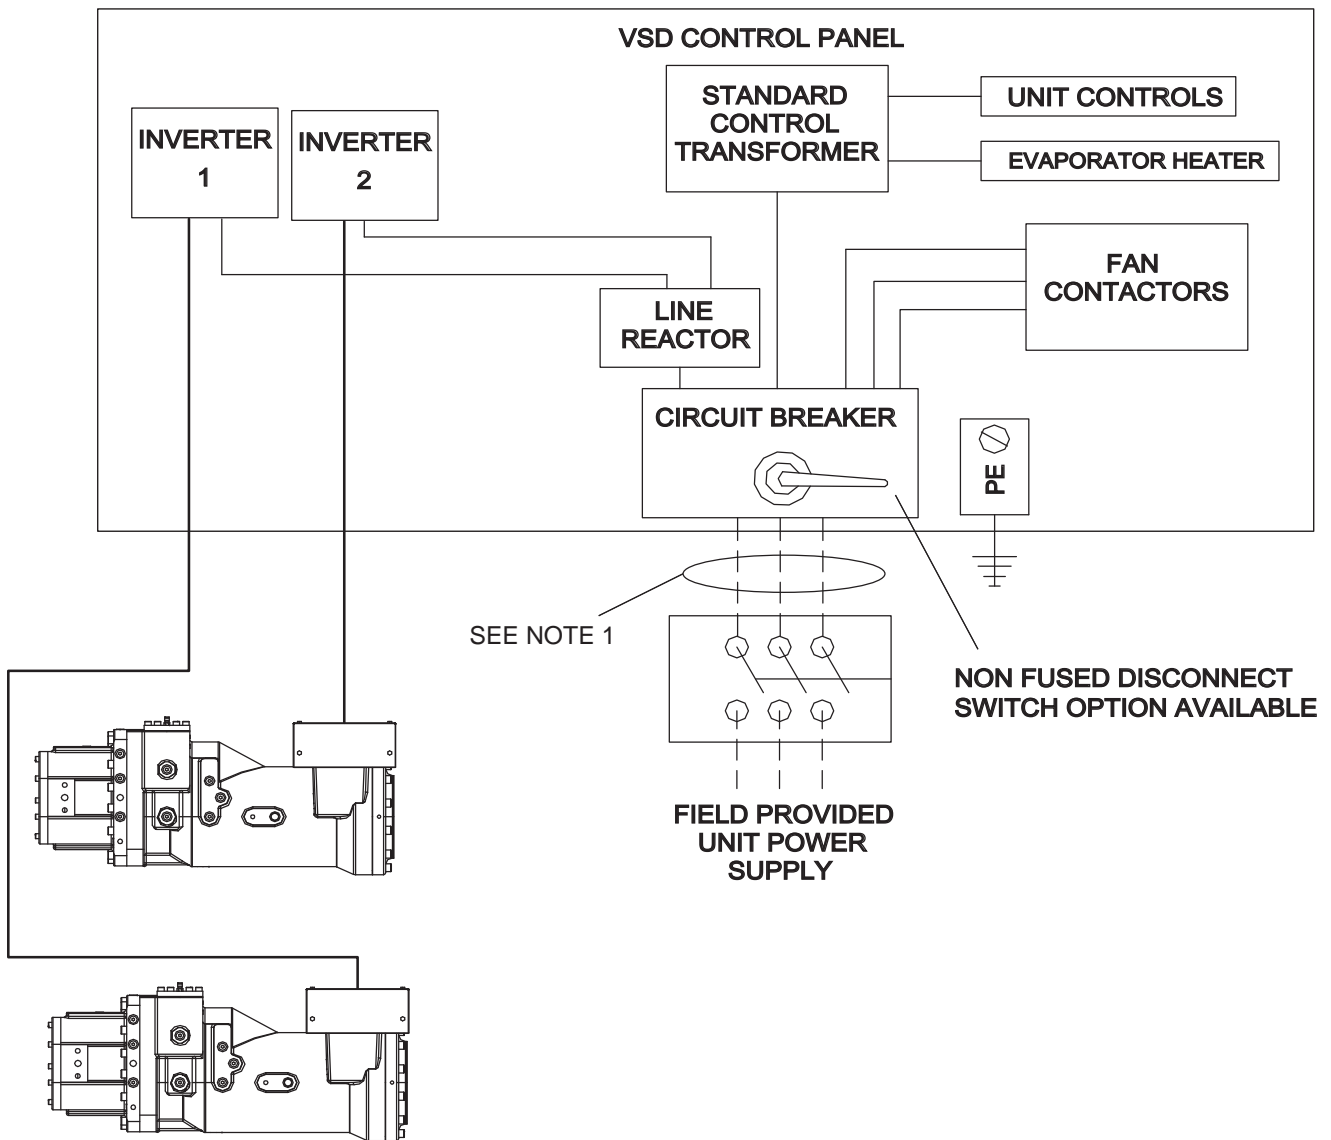 VSD CONTROL PANEL
INVERTER
1
INVERTER
2
STANDARD
CONTROL
TRANSFORMER
UNIT CONTROLS
EVAPORATOR HEATER
FAN
CONTACTORS
LINE
REACTOR
CIRCUIT BREAKER
PE
SEE NOTE 1
NON FUSED DISCONNECT
SWITCH OPTION AVAILABLE
FIELD PROVIDED
UNIT POWER
SUPPLY